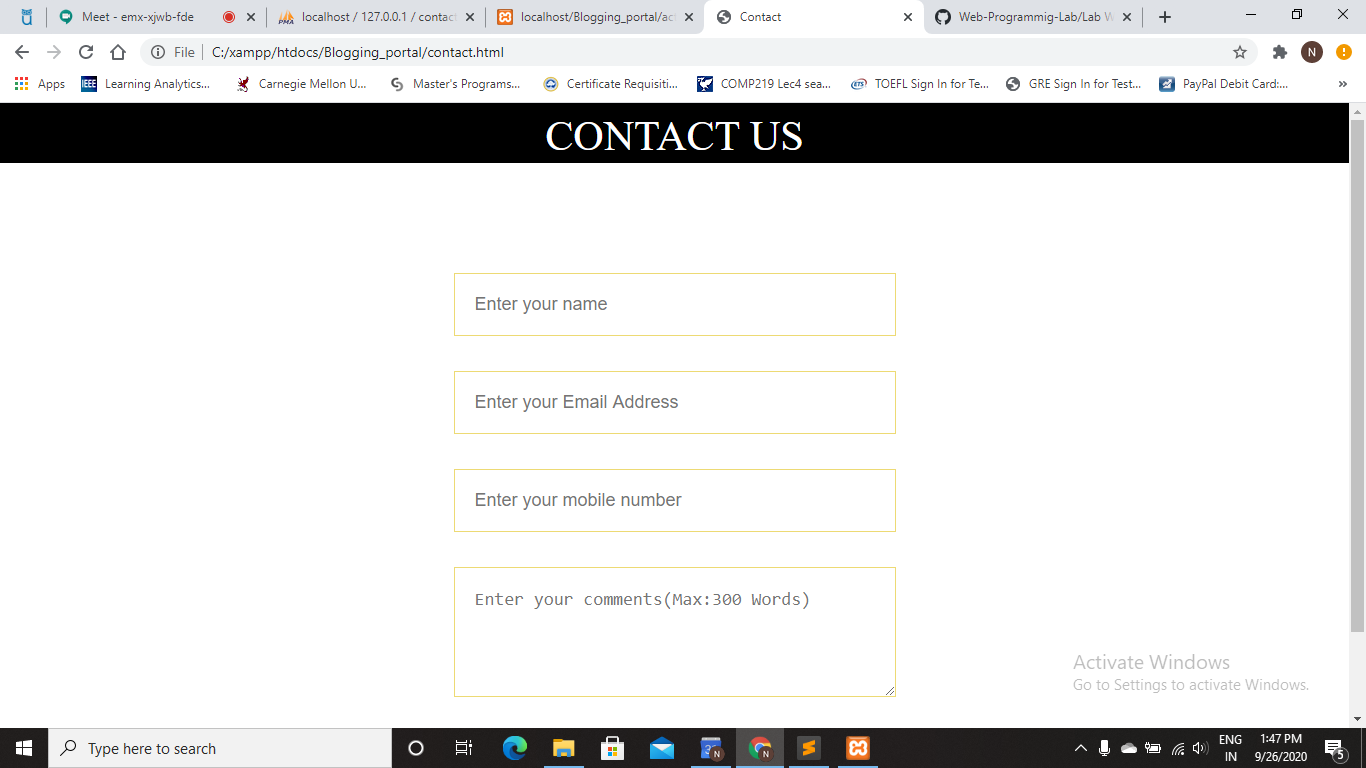 Meet - emx-xjwb-fde
localhost / 127.0.0.1 / contact
localhost/Blogging_portal/act
Contact
Web-Programmig-Lab/Lab W
File
C:/xampp/htdocs/Blogging_portal/contact.html
N
Apps
IEEE
Learning Analytics...
Carnegie Mellon U...
Master's Programs...
Certificate Requisiti...
COMP219 Lec4 sea...
ETS
TOEFL Sign In for Te...
GRE Sign In for Test...
PayPal Debit Card:...
CONTACT US
Enter your name
Enter your Email Address
Enter your mobile number
Enter your comments(Max:300 Words)
Activate Windows
Go to Settings to activate Windows.
Type here to search
N
N
ENG
IN
1:47 PM
9/26/2020
5